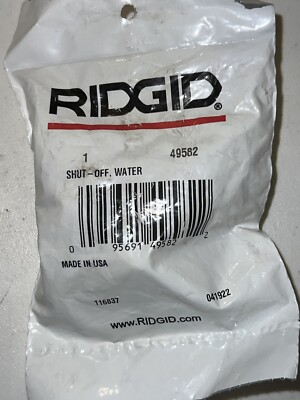 RIDGID®
1 49582
SHUT-OFF, WATER
0 95691 49582 2
MADE IN USA
116837 041922
www.RIDGID.com